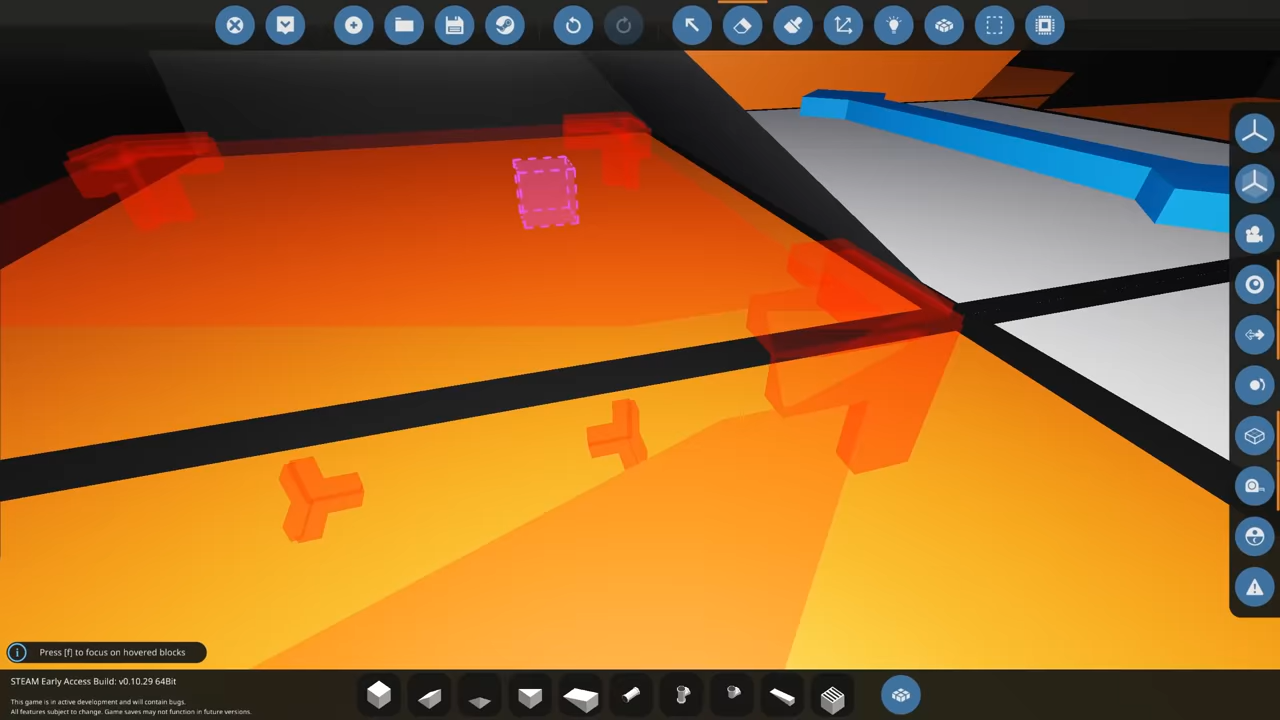 Press [f] to focus on hovered blocks
STEAM Early Access Build: v0.10.29 64Bit
This game is in active development and will contain bugs.
All features subject to change. Game saves may not function in future versions.